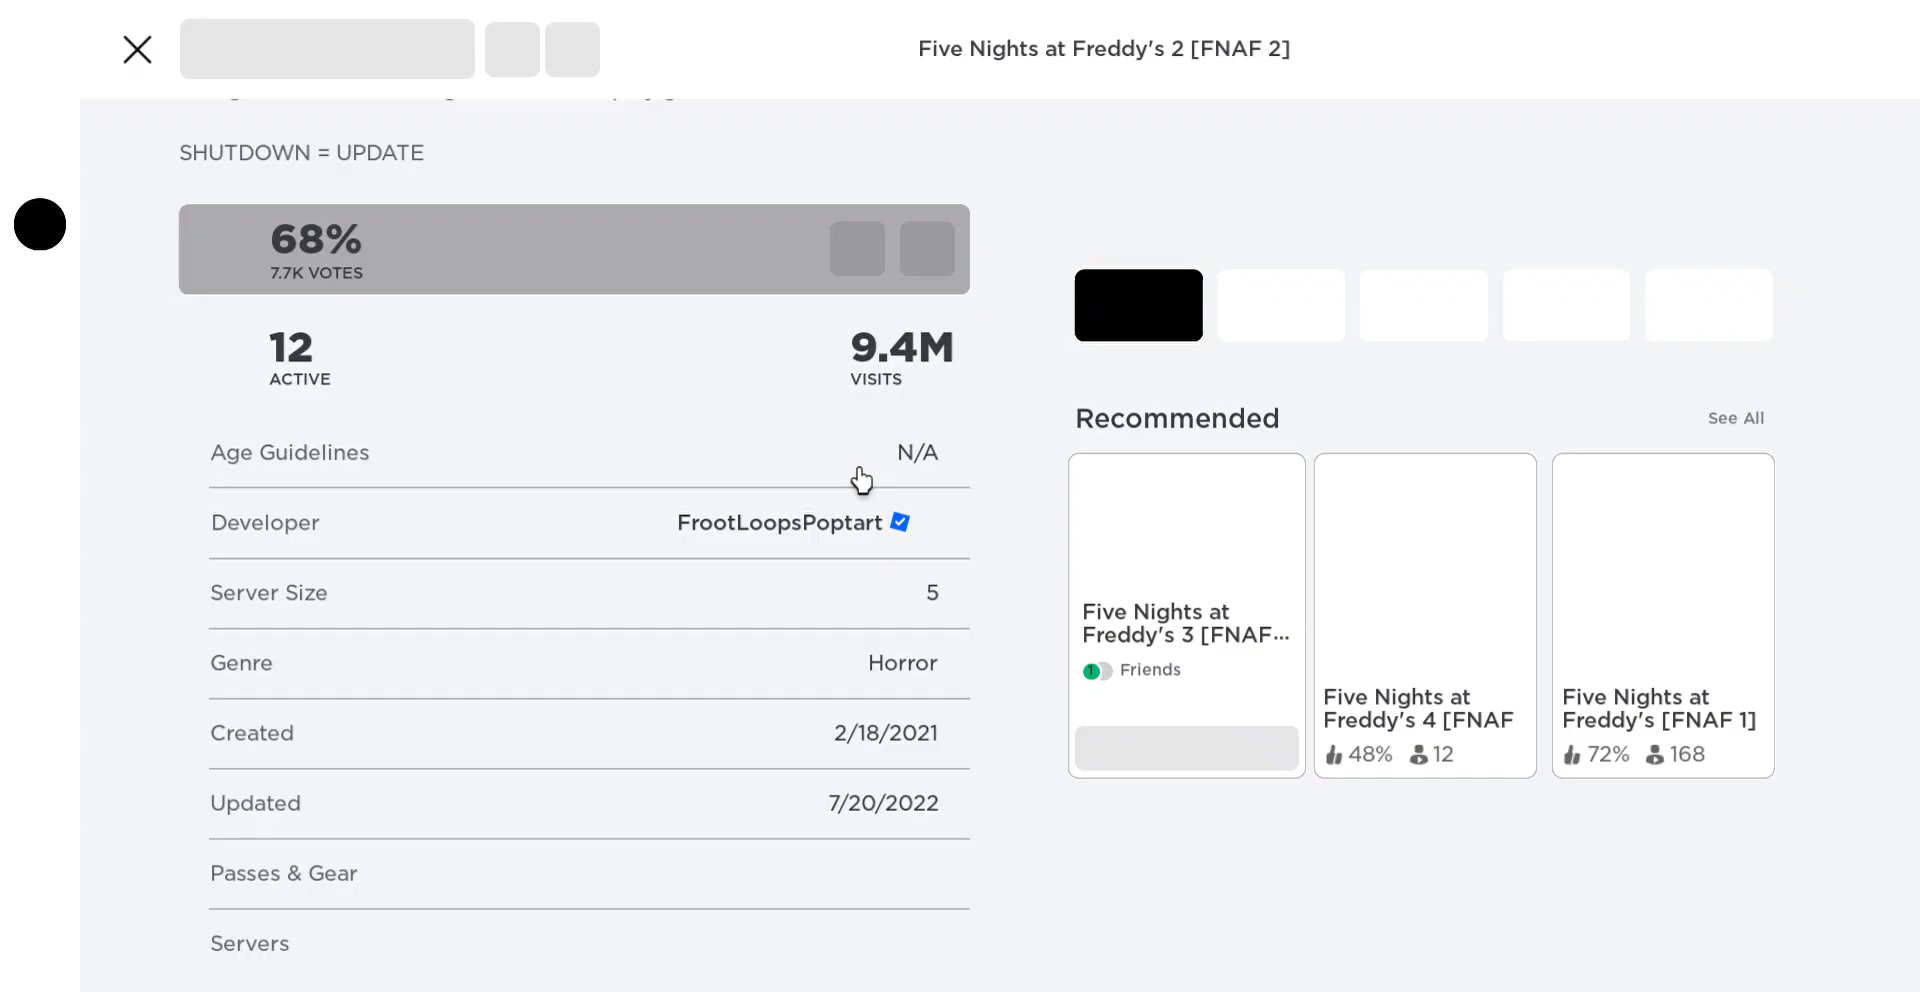 Five Nights at Freddy's 2 [FNAF 2]
SHUTDOWN = UPDATE
68%
7.7K VOTES
12
ACTIVE
9.4M
VISITS
Age Guidelines
N/A
Developer
FrootLoopsPoptart
Server Size
5
Genre
Horror
Created
2/18/2021
Updated
7/20/2022
Passes & Gear
Servers
Recommended
See All
Five Nights at
Freddy's 3 [FNAF...
1
Friends
Five Nights at
Freddy's 4 [FNAF
48%
12
Five Nights at
Freddy's [FNAF 1]
72%
168